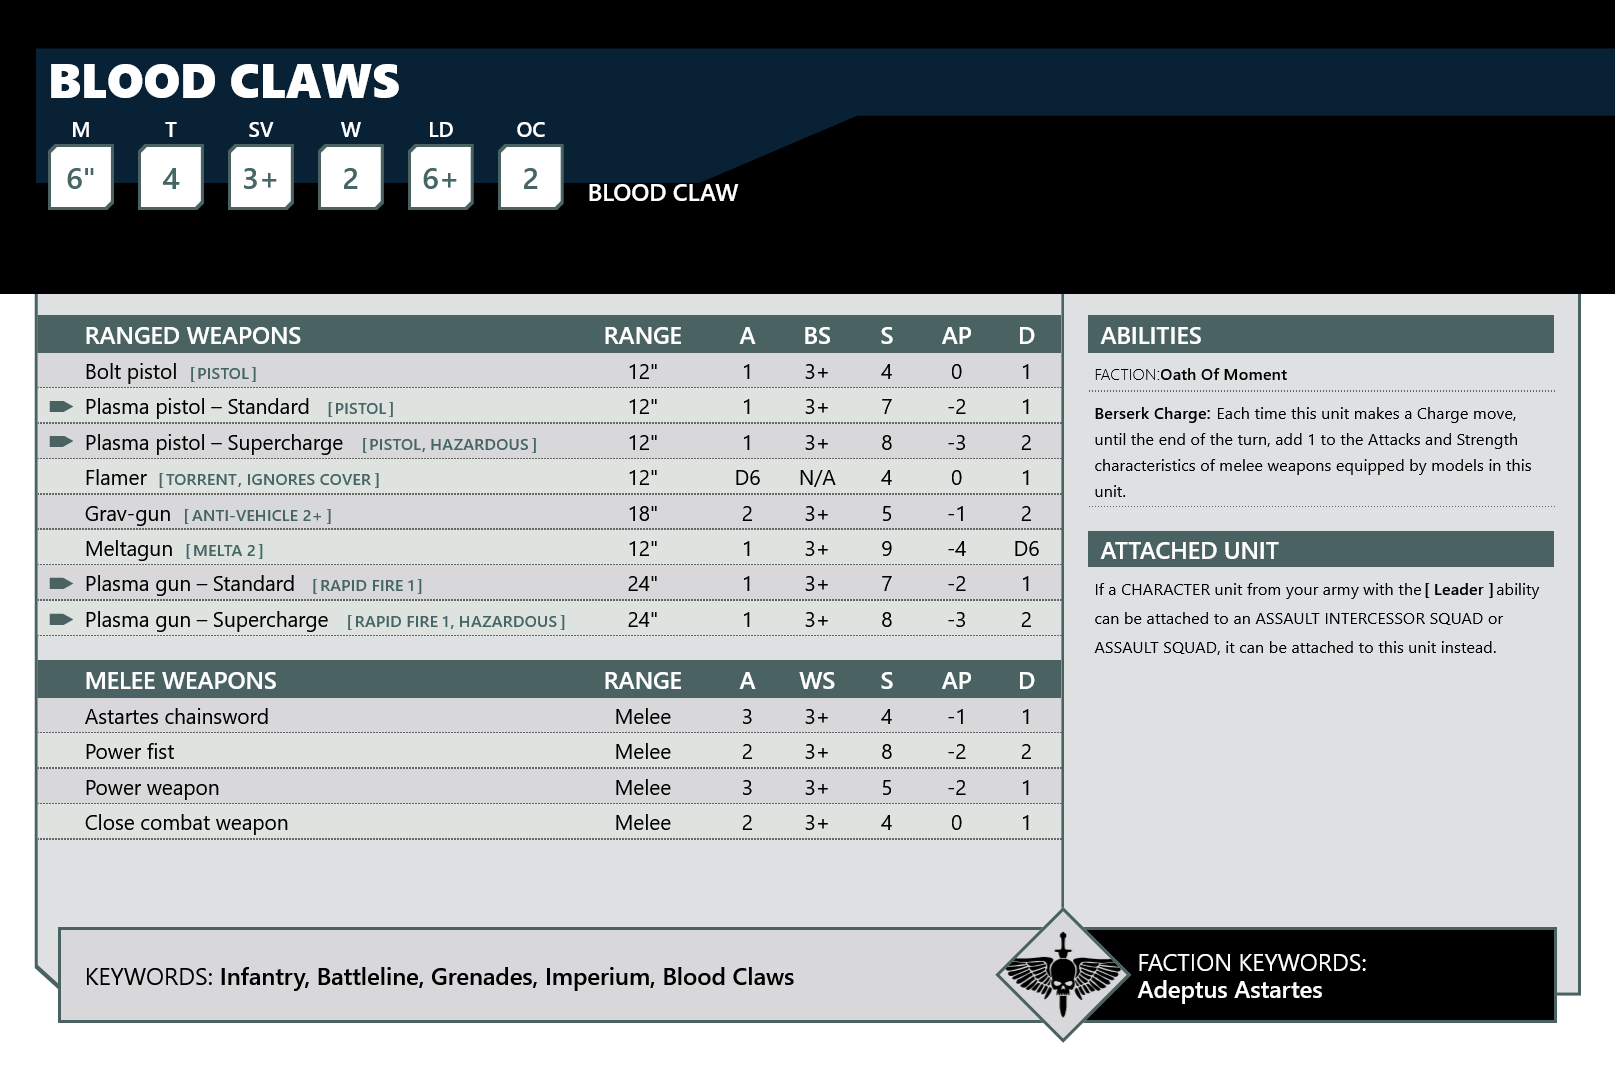 BLOOD CLAWS
M T SV W LD OC
6" 4 3+ 2 6+ 2 BLOOD CLAW
RANGED WEAPONS RANGE A BS S AP D
Bolt pistol [PISTOL] 12" 1 3+ 4 0 1
Plasma pistol – Standard [PISTOL] 12" 1 3+ 7 -2 1
Plasma pistol – Supercharge [PISTOL, HAZARDOUS] 12" 1 3+ 8 -3 2
Flamer [TORRENT, IGNORES COVER] 12" D6 N/A 4 0 1
Grav-gun [ANTI-VEHICLE 2+] 18" 2 3+ 5 -1 2
Meltagun [MELTA 2] 12" 1 3+ 9 -4 D6
Plasma gun – Standard [RAPID FIRE 1] 24" 1 3+ 7 -2 1
Plasma gun – Supercharge [RAPID FIRE 1, HAZARDOUS] 24" 1 3+ 8 -3 2
MELEE WEAPONS RANGE A WS S AP D
Astartes chainsword Melee 3 3+ 4 -1 1
Power fist Melee 2 3+ 8 -2 2
Power weapon Melee 3 3+ 5 -2 1
Close combat weapon Melee 2 3+ 4 0 1
ABILITIES
FACTION:Oath Of Moment
Berserk Charge: Each time this unit makes a Charge move,
until the end of the turn, add 1 to the Attacks and Strength
characteristics of melee weapons equipped by models in this
unit.
ATTACHED UNIT
If a CHARACTER unit from your army with the [ Leader ] ability
can be attached to an ASSAULT INTERCESSOR SQUAD or
ASSAULT SQUAD, it can be attached to this unit instead.
KEYWORDS: Infantry, Battleline, Grenades, Imperium, Blood Claws
FACTION KEYWORDS:
Adeptus Astartes